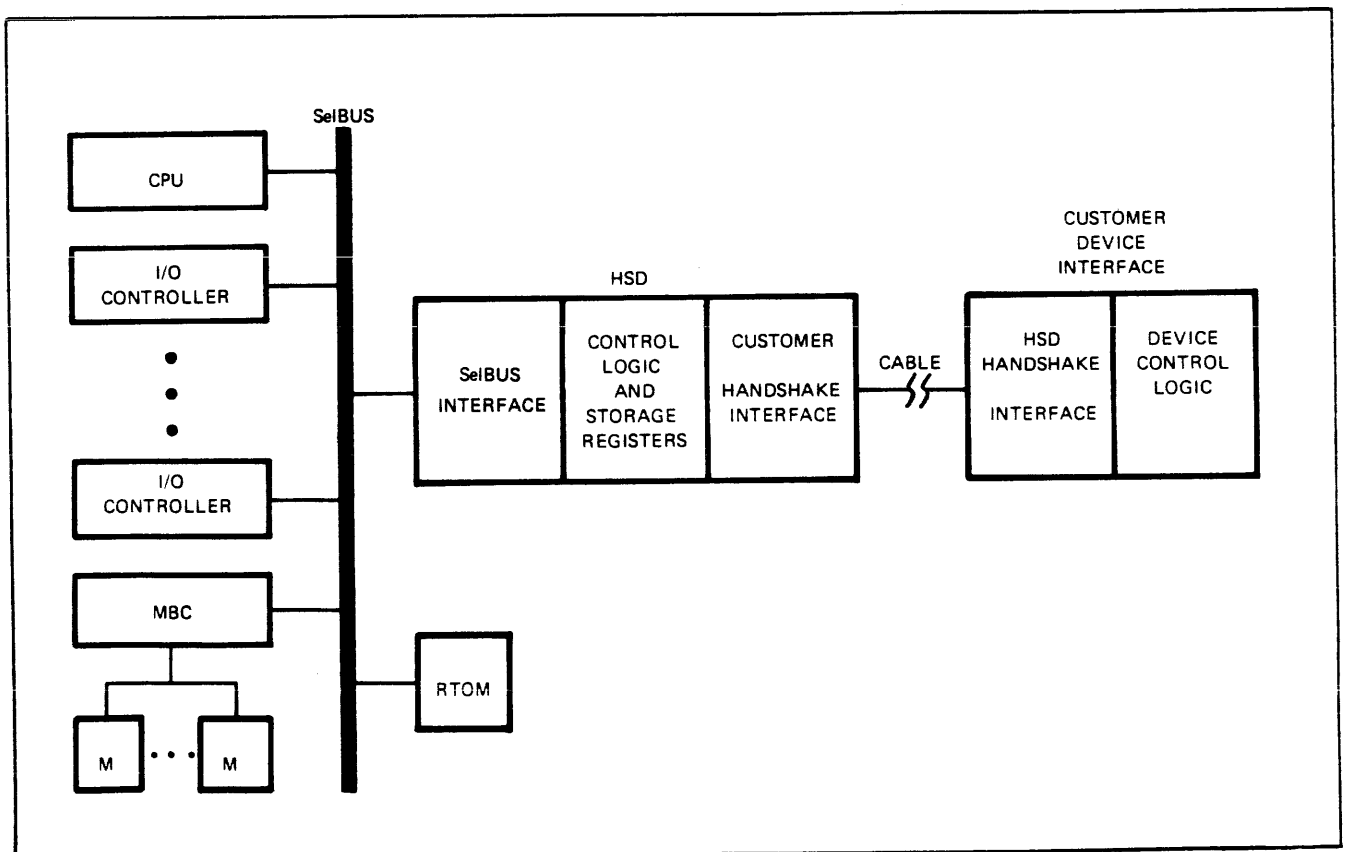 SelBUS
CPU
I/O
CONTROLLER
I/O
CONTROLLER
MBC
M
M
HSD
SelBUS
INTERFACE
CONTROL
LOGIC
AND
STORAGE
REGISTERS
CUSTOMER
HANDSHAKE
INTERFACE
CABLE
CUSTOMER
DEVICE
INTERFACE
HSD
HANDSHAKE
INTERFACE
DEVICE
CONTROL
LOGIC
RTOM